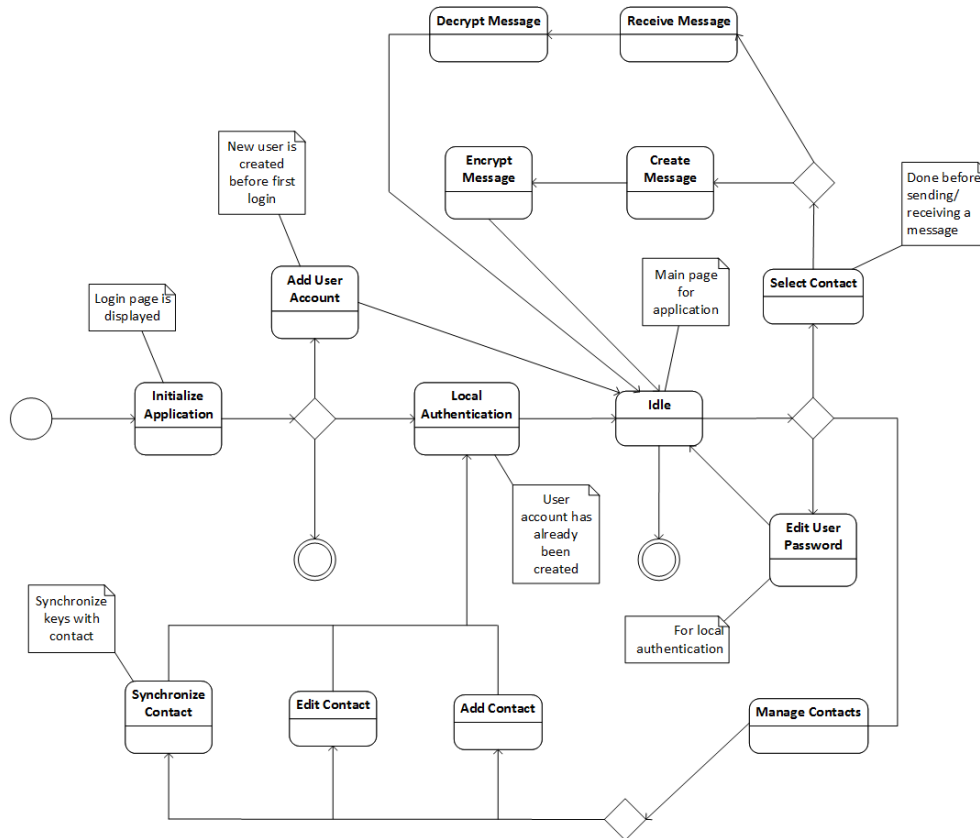 Decrypt Message
Receive Message
New user is
created
before first
login
Encrypt
Message
Create
Message
Done before
sending/
receiving a
message
Login page is
displayed
Add User
Account
Main page
for
application
Select Contact
Initialize
Application
Local
Authentication
Idle
User
account has
already
been
created
Edit User
Password
Synchronize
keys with
contact
For local
authentication
Synchronize
Contact
Edit Contact
Add Contact
Manage Contacts